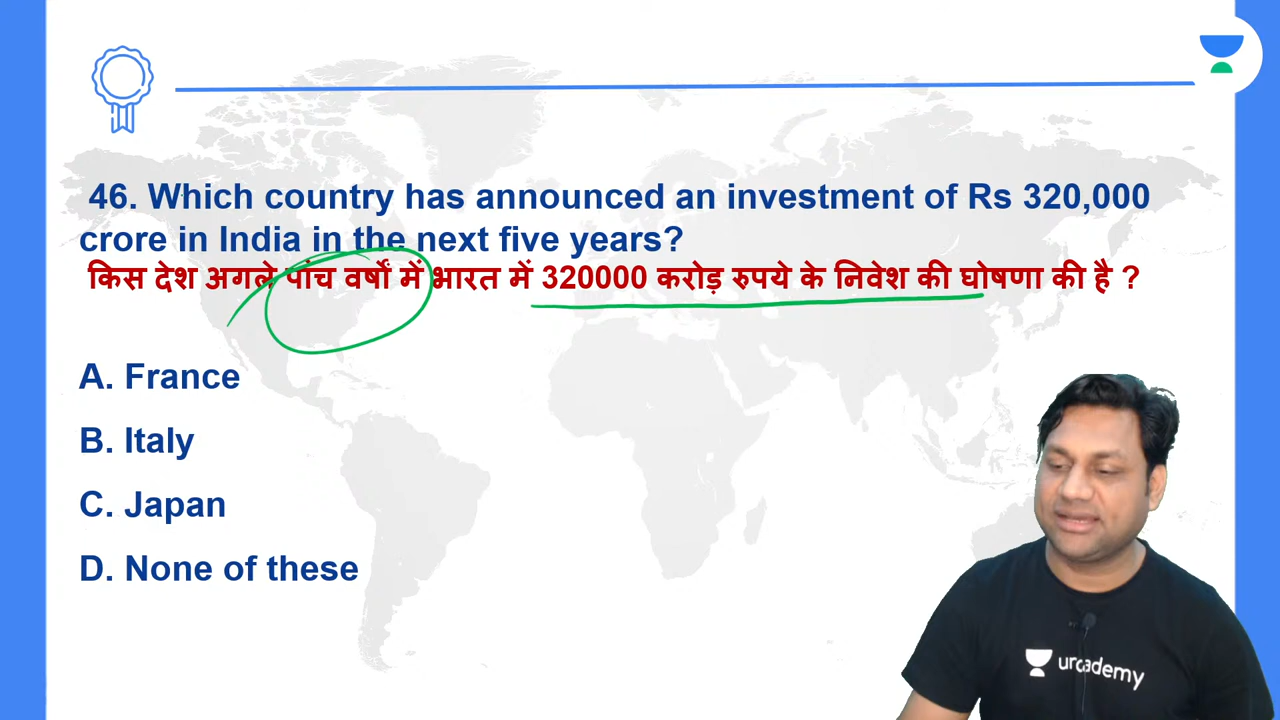 46. Which country has announced an investment of Rs 320,000
crore in India in the next five years?
किस देश अगले पांच वर्षों में भारत में 320000 करोड़ रुपये के निवेश की घोषणा की है ?
A. France
B. Italy
C. Japan
D. None of these